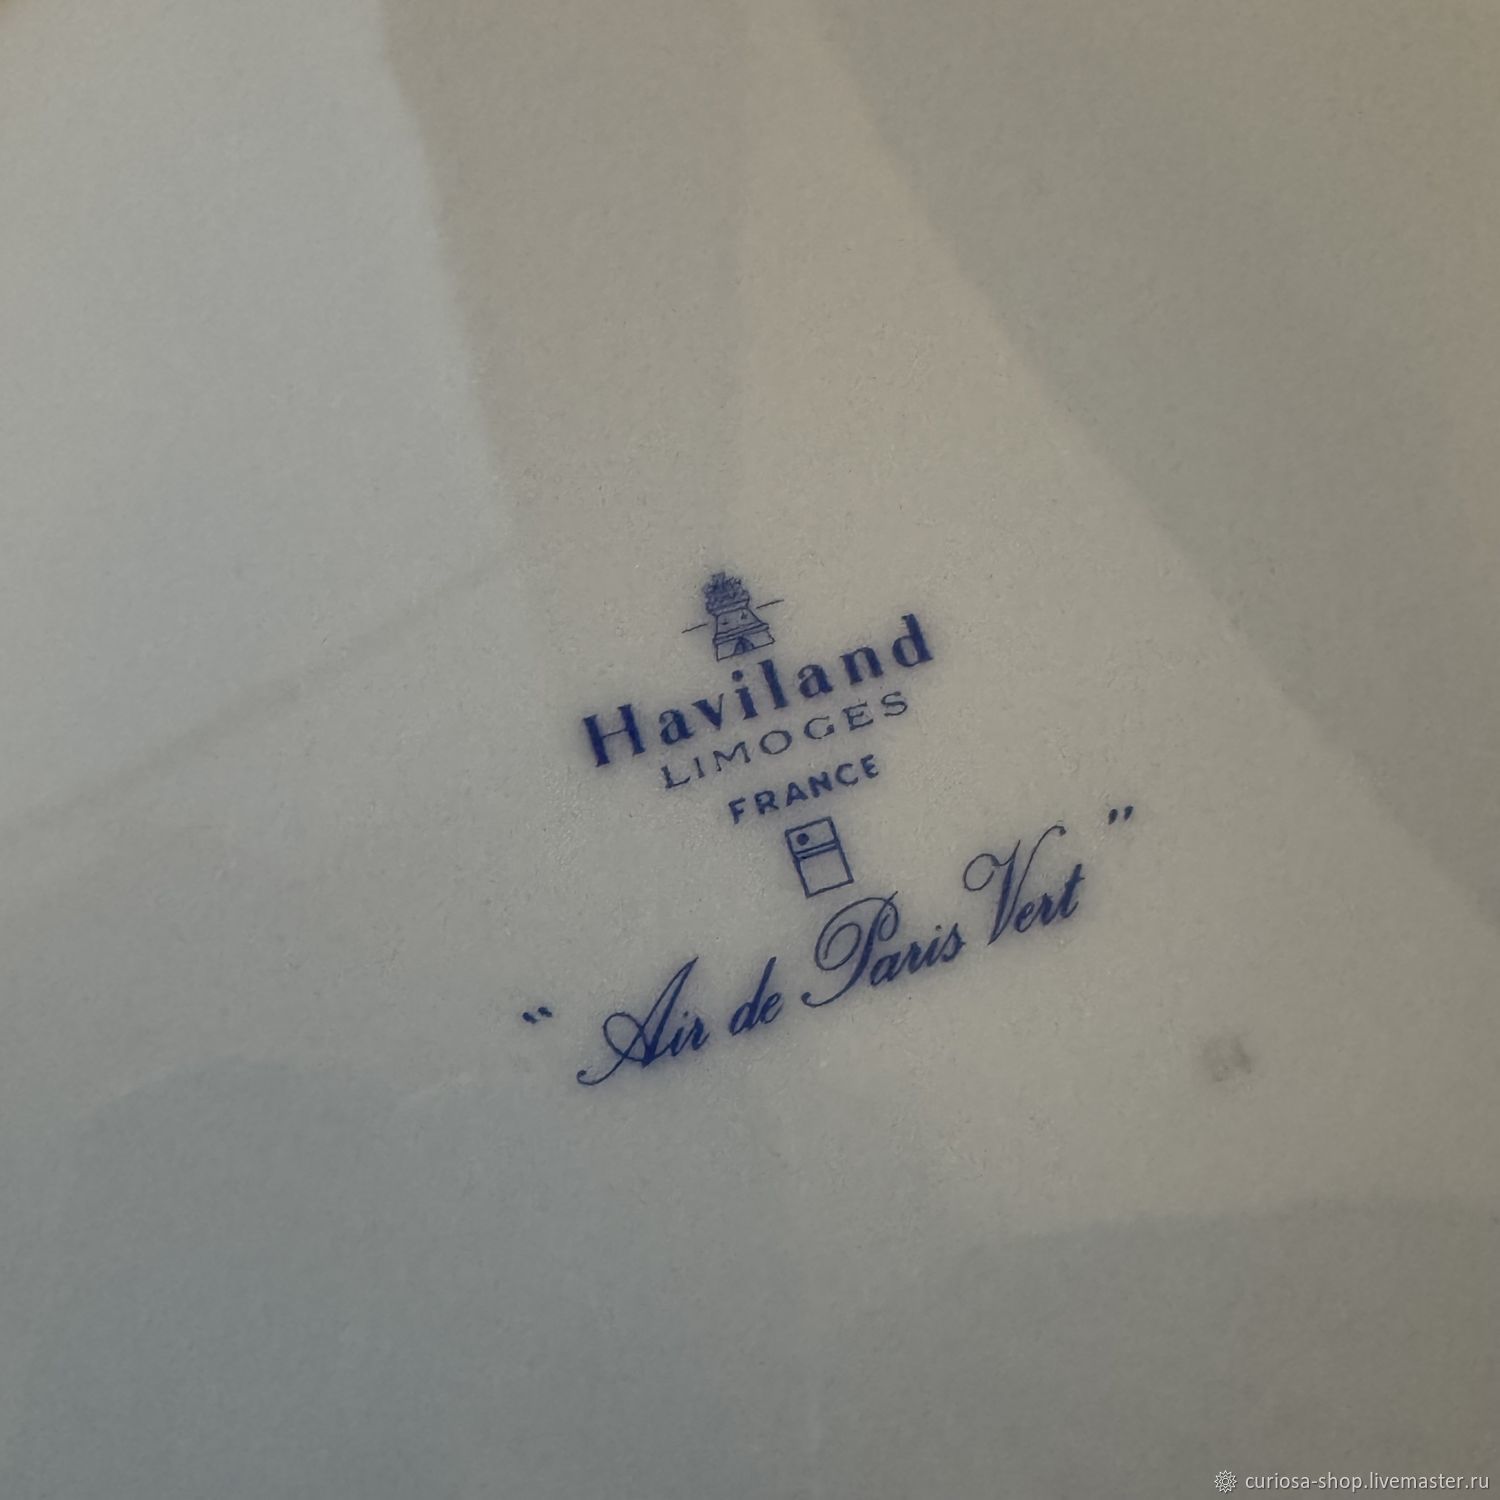 Haviland
LIMOGES
FRANCE
“ Air de Paris Vert ”
curiosa-shop.livemaster.ru